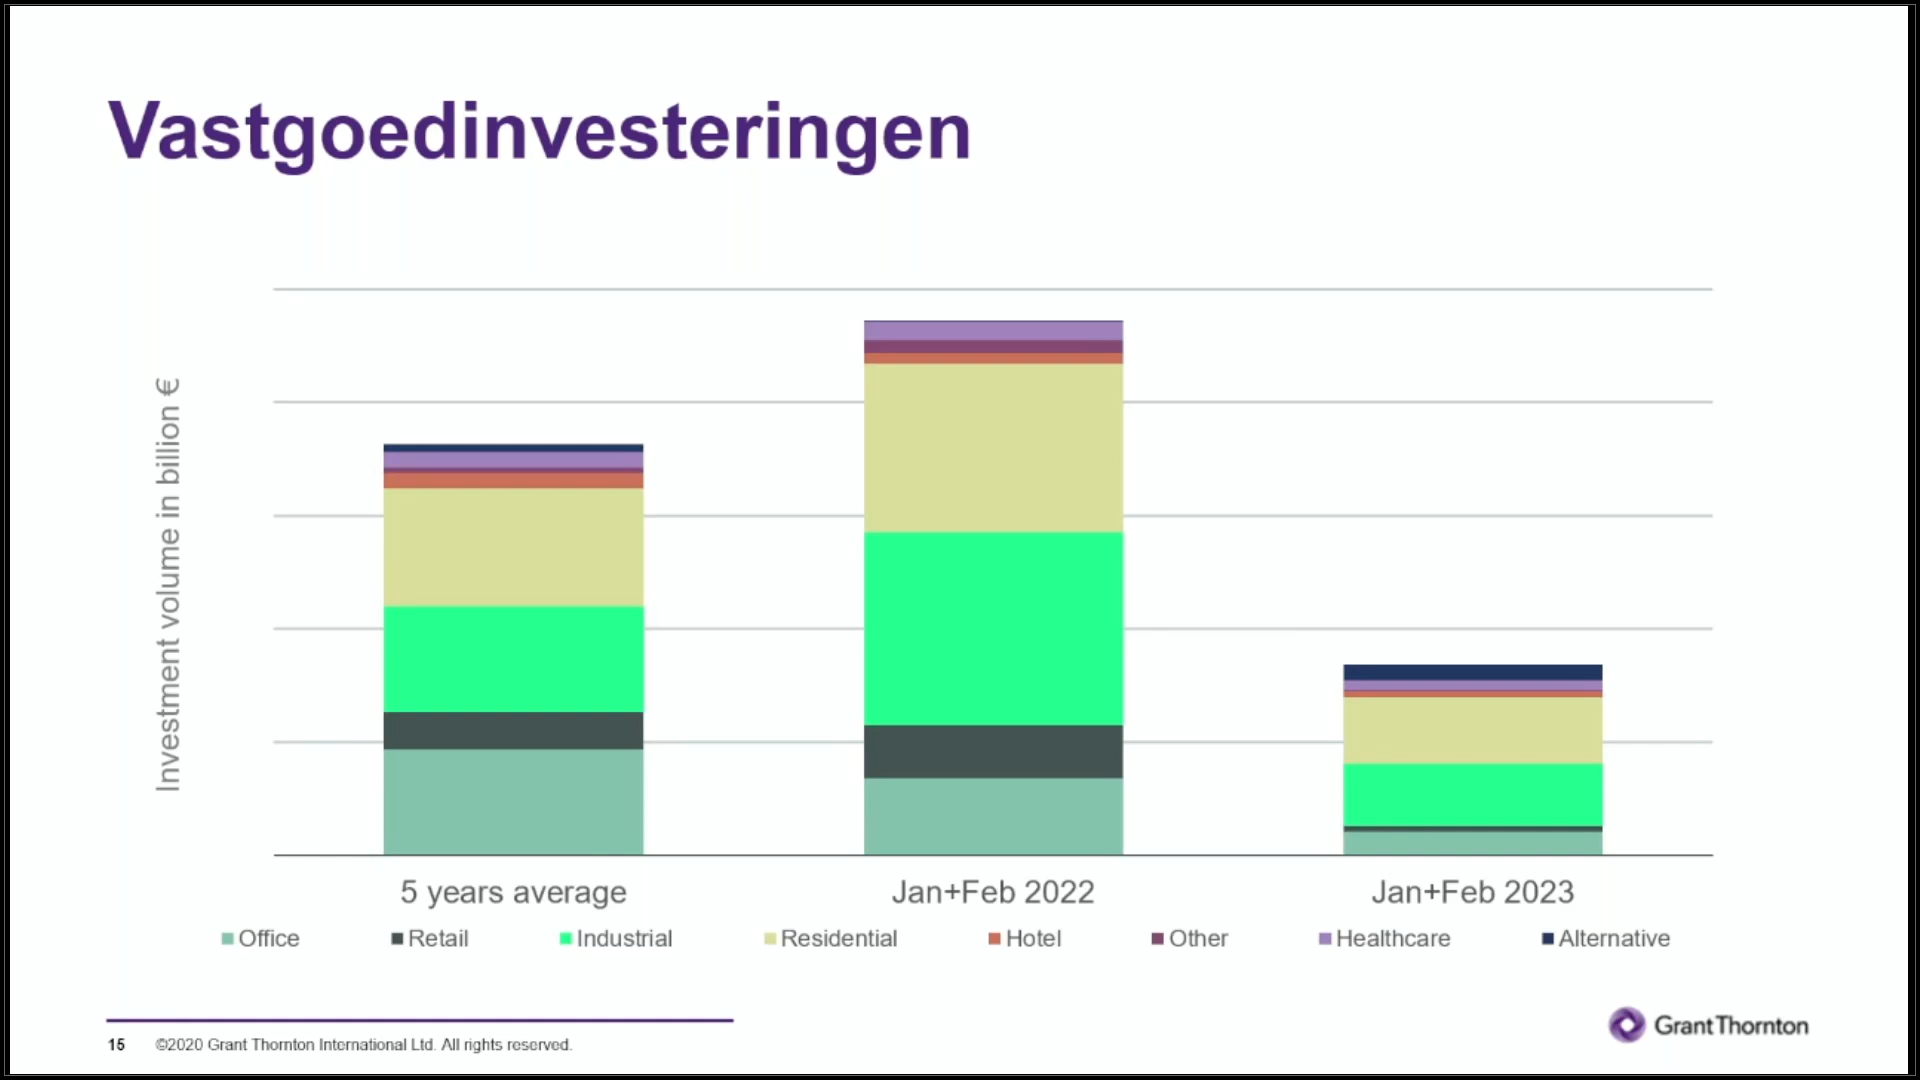 Vastgoedinvesteringen
Investment volume in billion €
5 years average
Jan+Feb 2022
Jan+Feb 2023
Office
Retail
Industrial
Residential
Hotel
Other
Healthcare
Alternative
15
©2020 Grant Thornton International Ltd. All rights reserved.
Grant Thornton